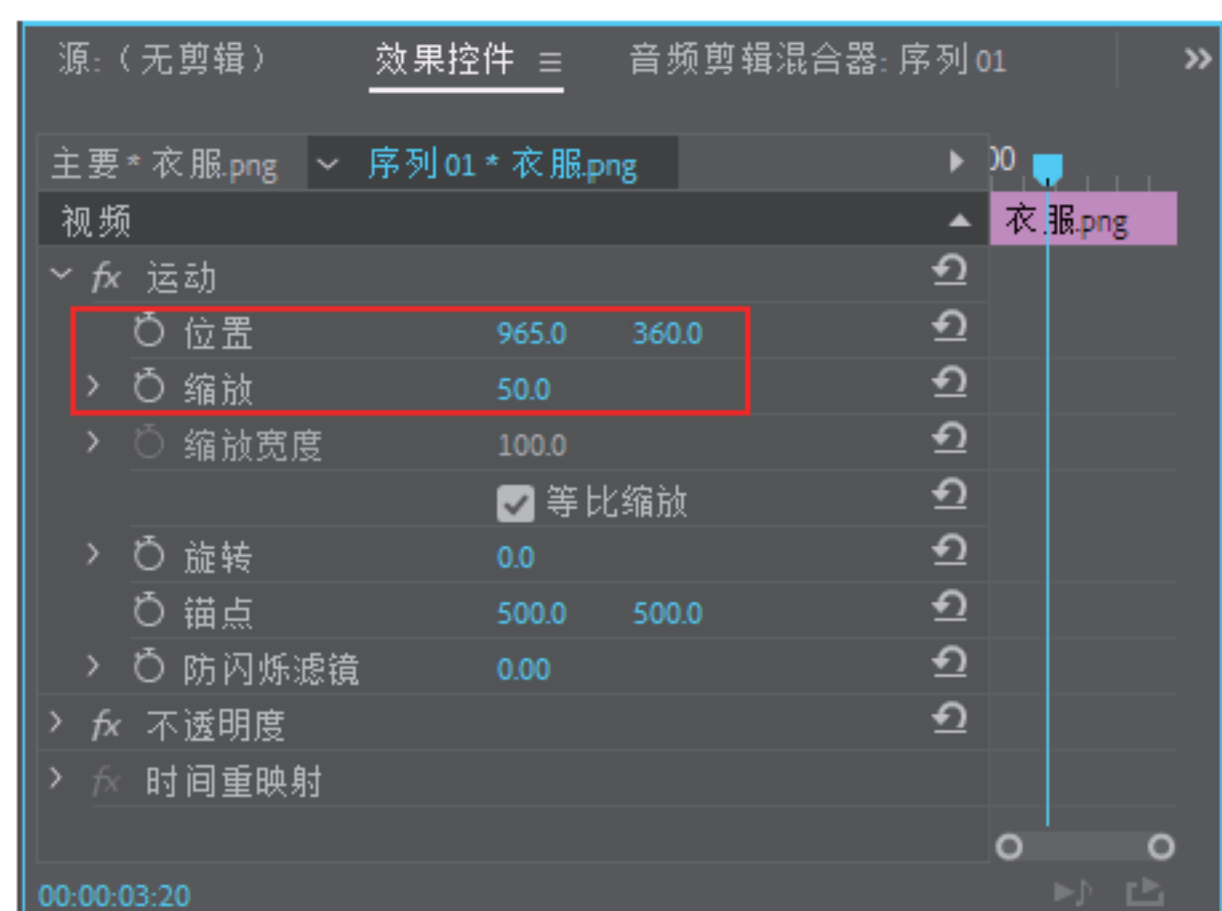 源:（无剪辑） 效果控件 音频剪辑混合器: 序列 01
主要 * 衣服.png 序列 01 * 衣服.png 00
视频 衣服.png
fx 运动
位置 965.0 360.0
缩放 50.0
缩放宽度 100.0
等比缩放
旋转 0.0
锚点 500.0 500.0
防闪烁滤镜 0.00
fx 不透明度
fx 时间重映射
00:00:03:20